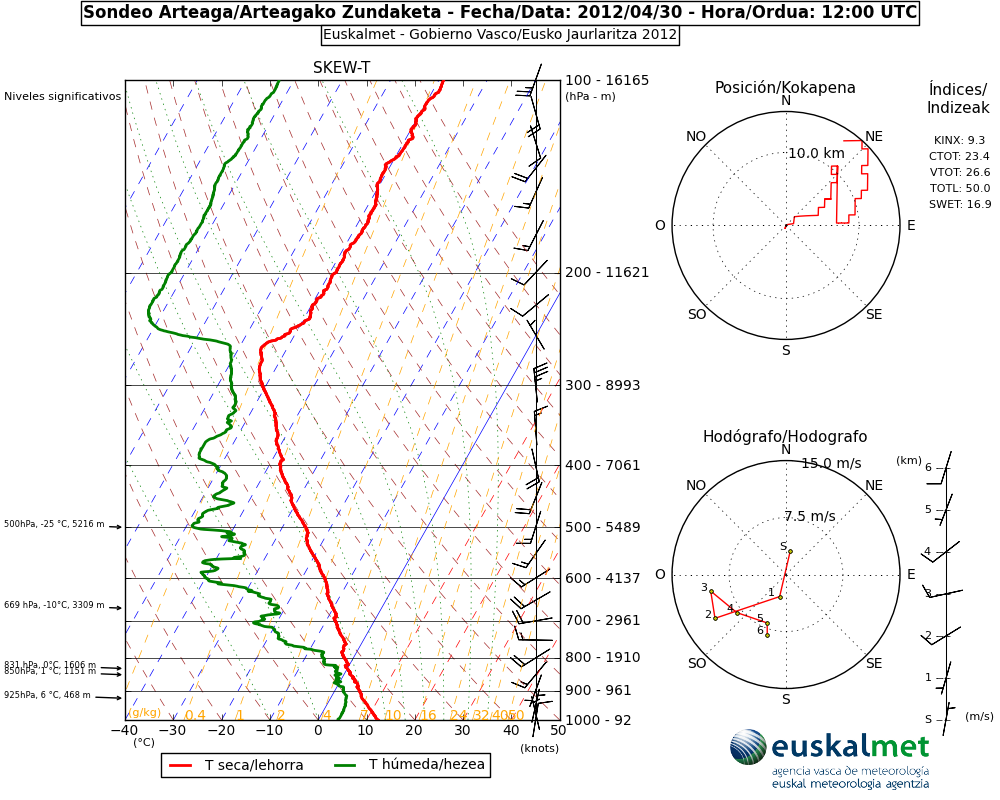 Sondeo Arteaga/Arteagako Zundaketa - Fecha/Data: 2012/04/30 - Hora/Ordua: 12:00 UTC
Euskalmet - Gobierno Vasco/Eusko Jaurlaritza 2012
SKEW-T
Niveles significativos
100 - 16165
(hPa - m)
200 - 11621
300 - 8993
400 - 7061
500 - 5489
600 - 4137
700 - 2961
800 - 1910
900 - 961
1000 - 92
500hPa, -25 °C, 5216 m
669 hPa, -10°C, 3309 m
831 hPa, 0°C, 1606 m
850hPa, 1 °C, 1151 m
925hPa, 6 °C, 468 m
(g/kg) 0.4 1 2 4 7 10 16 24 32 40 50
−40 −30 −20 −10 0 10 20 30 40 50
(°C)
(knots)
T seca/lehorra
T húmeda/hezea
Posición/Kokapena
N
NO NE
10.0 km
O E
SO SE
S
Índices/
Indizeak
KINX: 9.3
CTOT: 23.4
VTOT: 26.6
TOTL: 50.0
SWET: 16.9
Hodógrafo/Hodografo
N
15.0 m/s
NO NE
7.5 m/s
S
O E
3
1
2
4
5
6
SO SE
S
(km) 6
5
4
3
2
1
S
(m/s)
euskalmet
agencia vasca de meteorología
euskal meteorologia agentzia